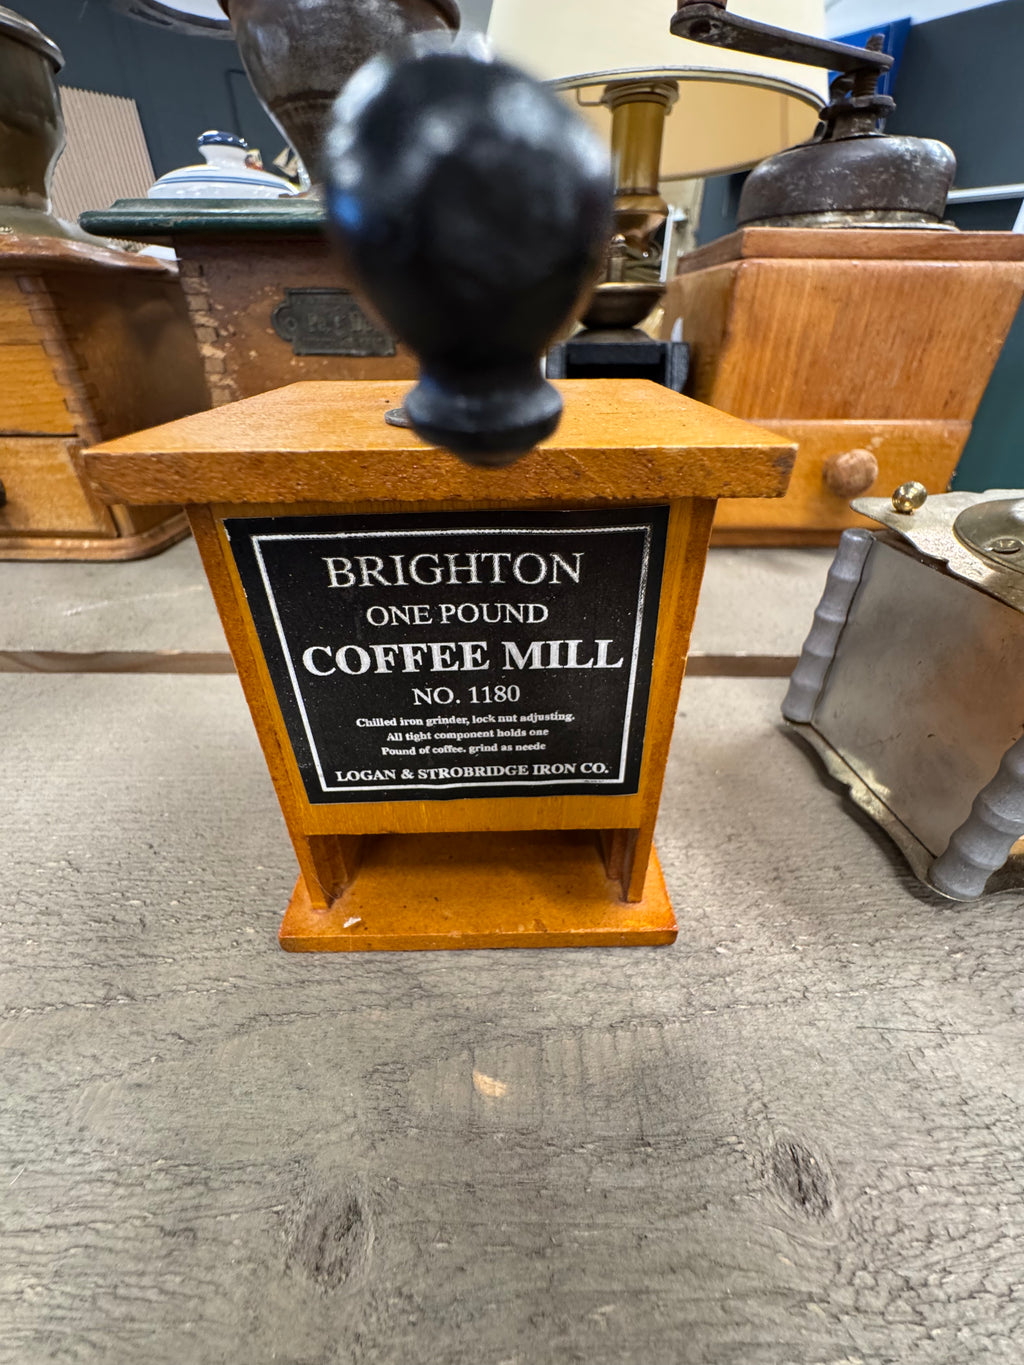 BRIGHTON
ONE POUND
COFFEE MILL
NO. 1180
Chilled iron grinder, lock nut adjusting.
All tight component holds one
Pound of coffee. grind as neede
LOGAN & STROBRIDGE IRON CO.